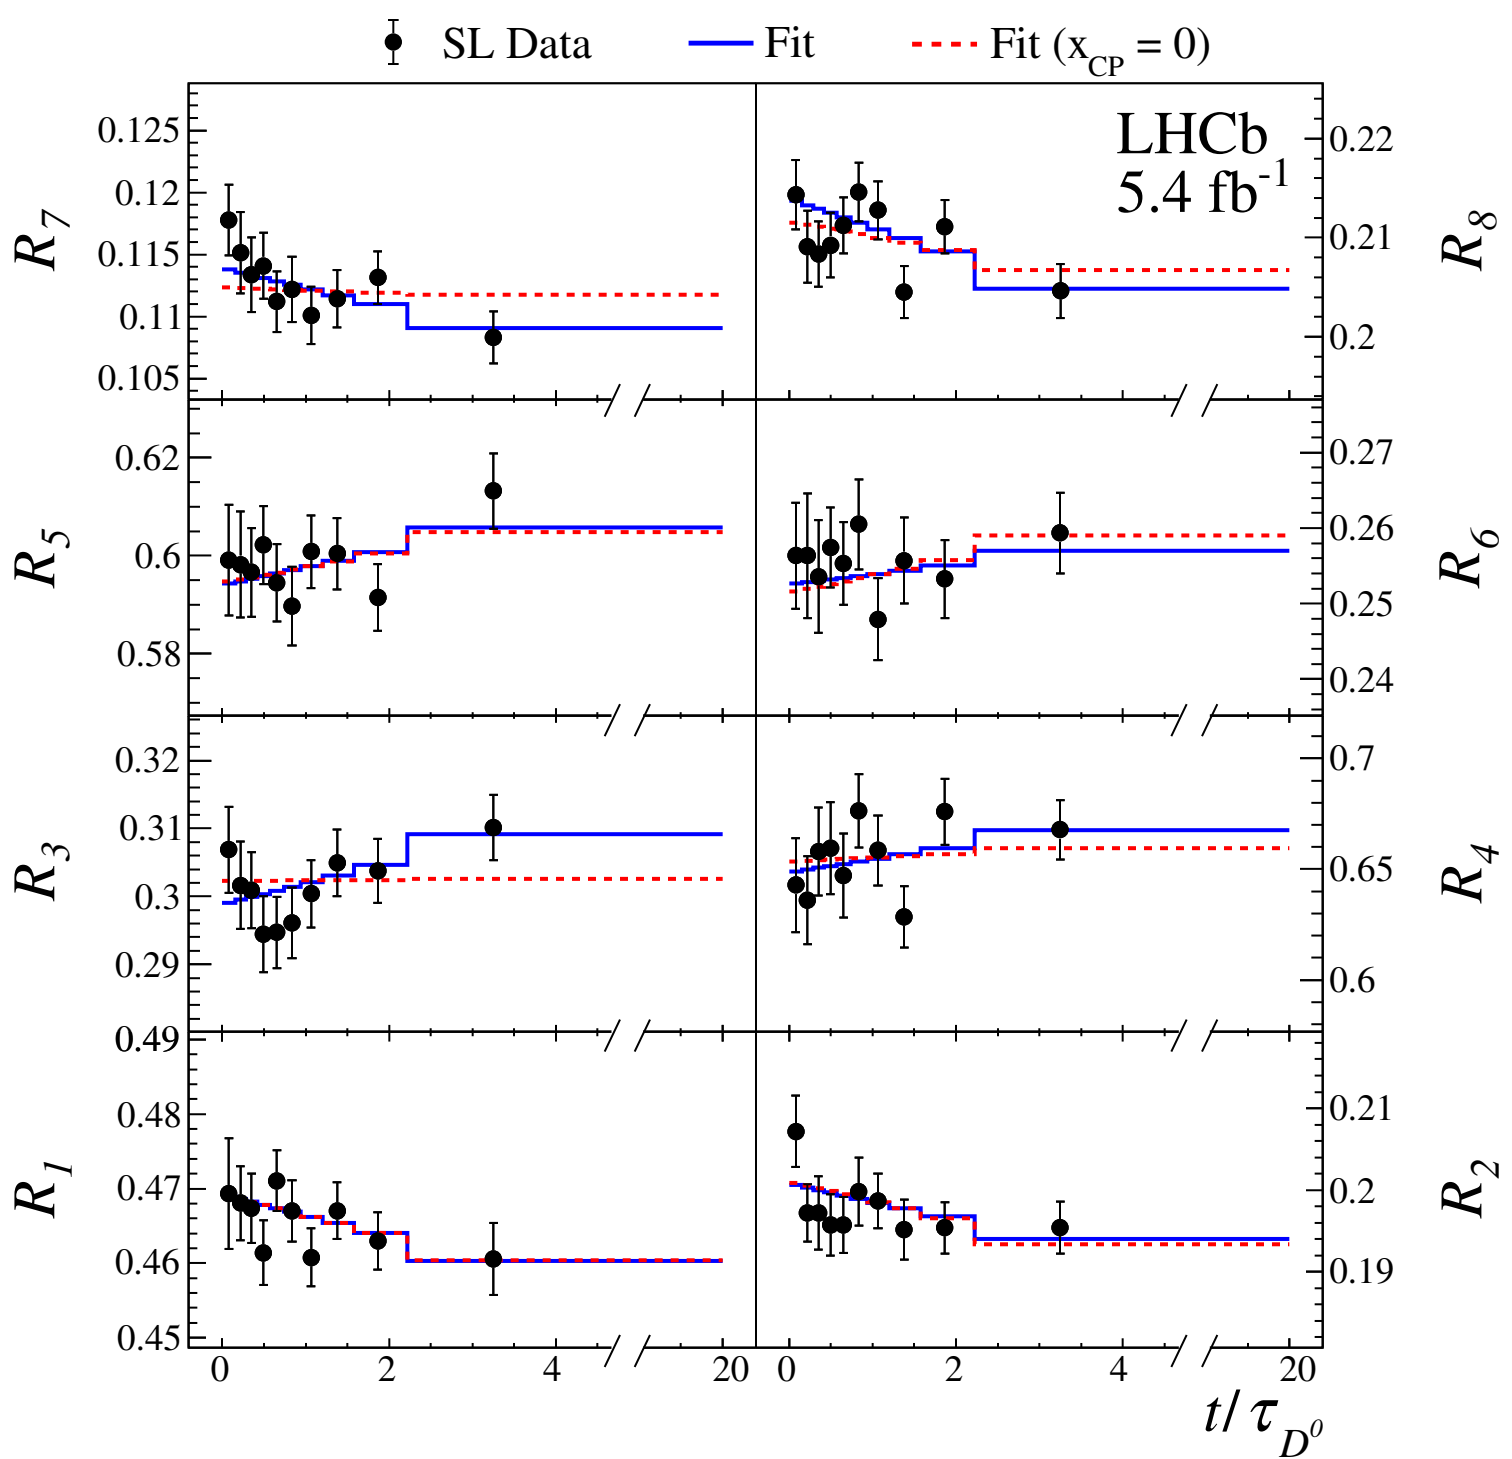 SL Data Fit Fit (x_CP = 0)
LHCb
5.4 fb^-1
R_7
0.125
0.12
0.115
0.11
0.105
R_8
0.22
0.21
0.2
R_5
0.62
0.6
0.58
R_6
0.27
0.26
0.25
0.24
R_3
0.32
0.31
0.3
0.29
R_4
0.7
0.65
0.6
R_1
0.49
0.48
0.47
0.46
0.45
R_2
0.21
0.2
0.19
0 2 4 20 0 2 4 20
t/τ_D^0